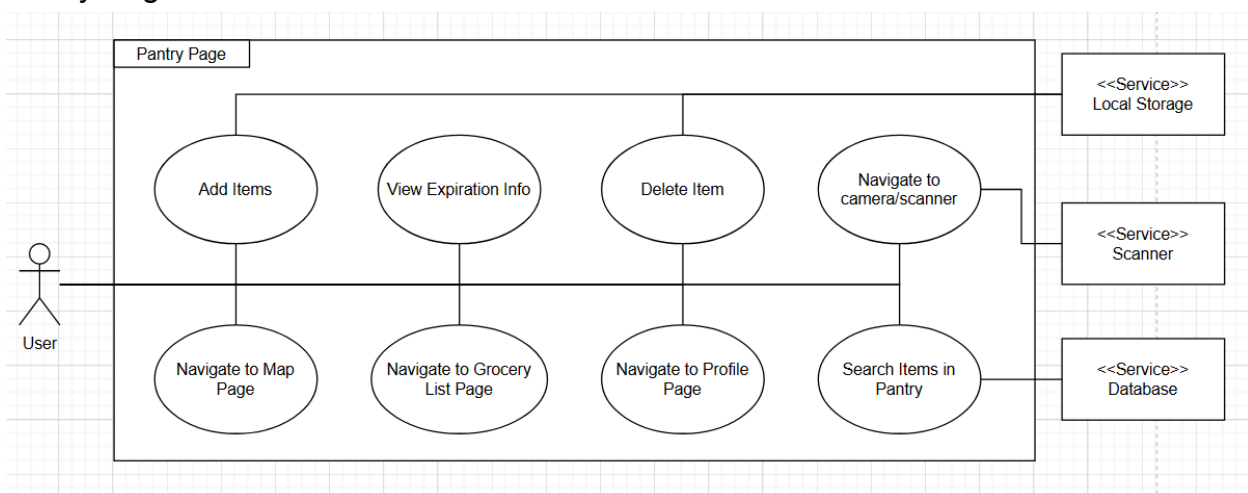 Pantry Page
<<Service>>
Local Storage
Add Items
View Expiration Info
Delete Item
Navigate to
camera/scanner
<<Service>>
Scanner
User
Navigate to Map
Page
Navigate to Grocery
List Page
Navigate to Profile
Page
Search Items in
Pantry
<<Service>>
Database